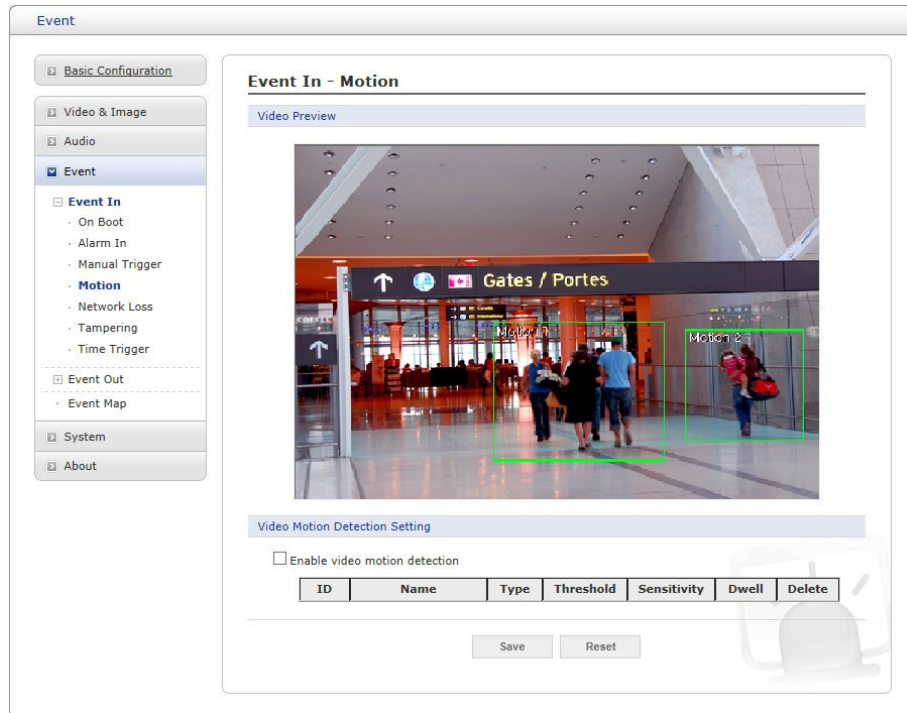 Event
Basic Configuration
Video & Image
Audio
Event
Event In
On Boot
Alarm In
Manual Trigger
Motion
Network Loss
Tampering
Time Trigger
Event Out
Event Map
System
About
Event In - Motion
Video Preview
Gates / Portes
Motion 1
Motion 2
Video Motion Detection Setting
Enable video motion detection
ID Name Type Threshold Sensitivity Dwell Delete
Save Reset